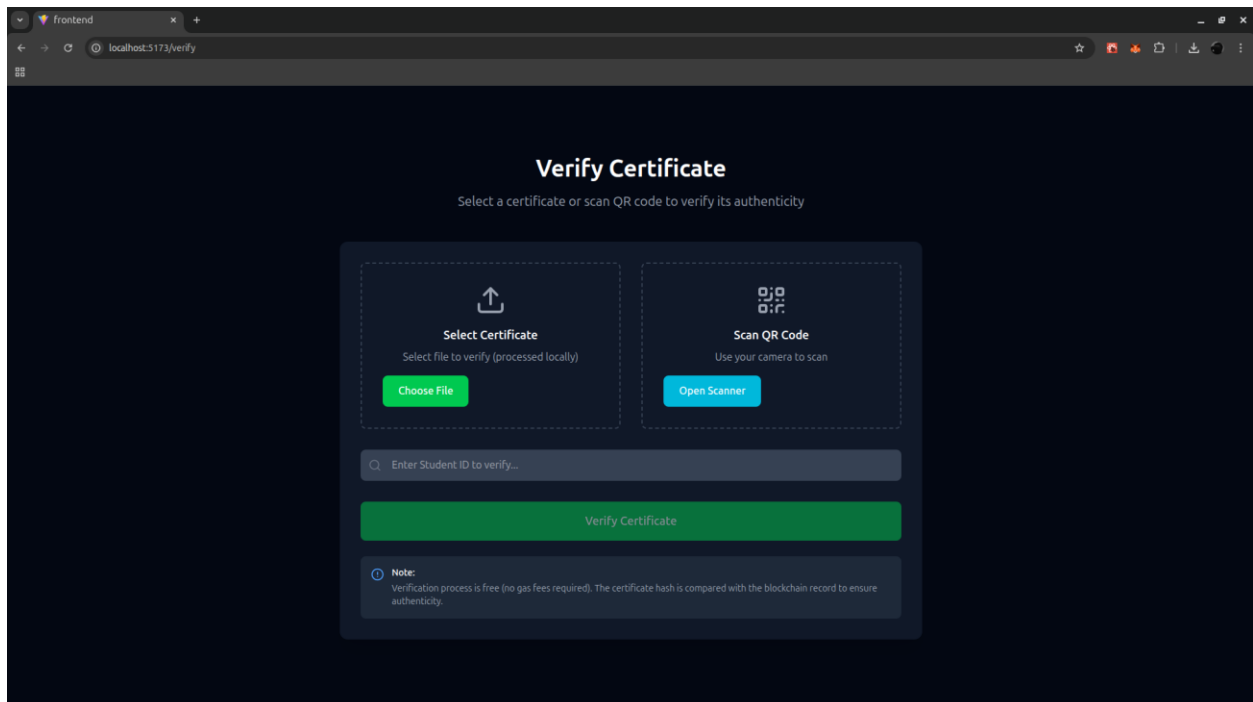 frontend
localhost:5173/verify
Verify Certificate
Select a certificate or scan QR code to verify its authenticity
Select Certificate
Select file to verify (processed locally)
Choose File
Scan QR Code
Use your camera to scan
Open Scanner
Enter Student ID to verify...
Verify Certificate
Note:
Verification process is free (no gas fees required). The certificate hash is compared with the blockchain record to ensure
authenticity.